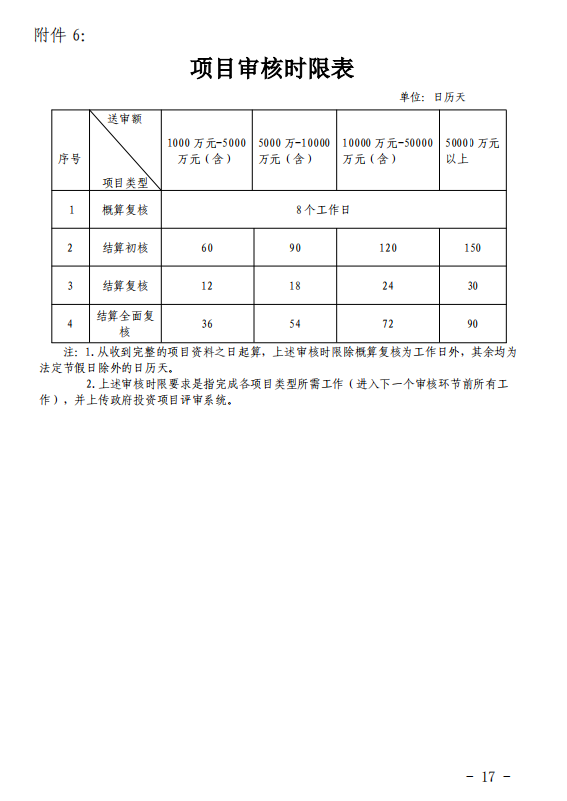 附件 6：
项目审核时限表
单位：日历天
送审额
序号
项目类型
1000 万元-5000
万元（含）
5000 万-10000
万元（含）
10000 万元-50000
万元（含）
50000 万元
以上
1 概算复核 8 个工作日
2 结算初核 60 90 120 150
3 结算复核 12 18 24 30
4 结算全面复
核 36 54 72 90
注：1.从收到完整的项目资料之日起算，上述审核时限除概算复核为工作日外，其余均为
法定节假日除外的日历天。
2.上述审核时限要求是指完成各项目类型所需工作（进入下一个审核环节前所有工
作），并上传政府投资项目评审系统。
- 17 -